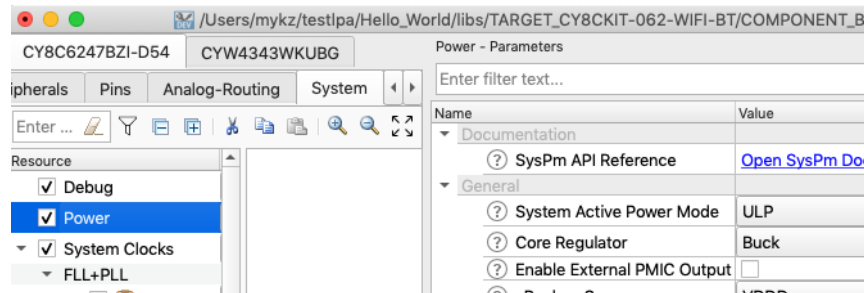 /Users/mykz/testlpa/Hello_World/libs/TARGET_CY8CKIT-062-WIFI-BT/COMPONENT_B
CY8C6247BZI-D54 CYW4343WKUBG
ipherals Pins Analog-Routing System
Enter ...
Resource
Debug
Power
System Clocks
FLL+PLL
Power - Parameters
Enter filter text...
Name Value
Documentation
SysPm API Reference Open SysPm Do
General
System Active Power Mode ULP
Core Regulator Buck
Enable External PMIC Output